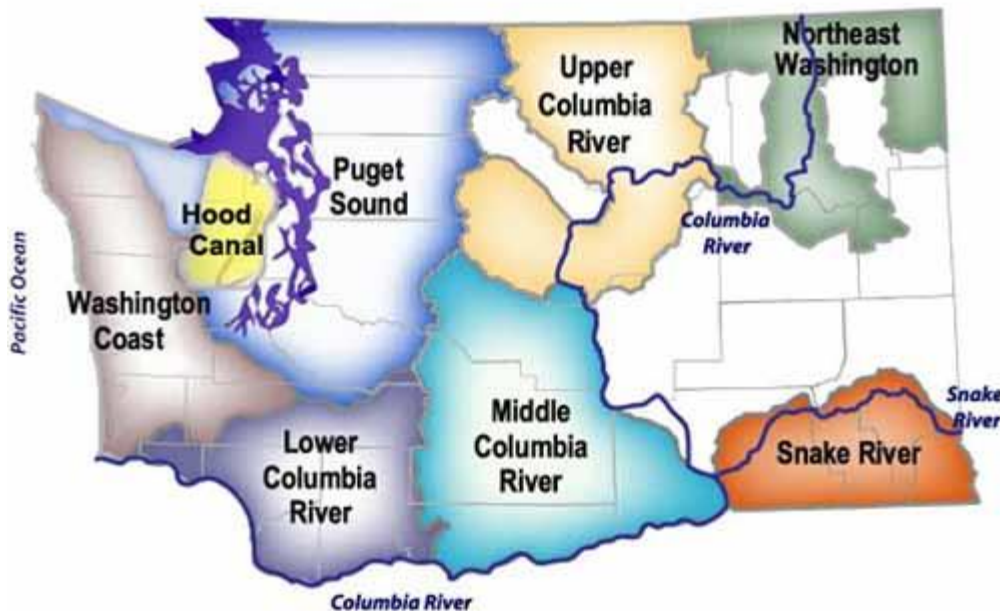 Northeast
Washington
Upper
Columbia
River
Puget
Sound
Hood
Canal
Columbia
River
Pacific Ocean
Washington
Coast
Snake
River
Middle
Columbia
River
Lower
Columbia
River
Snake River
Columbia River